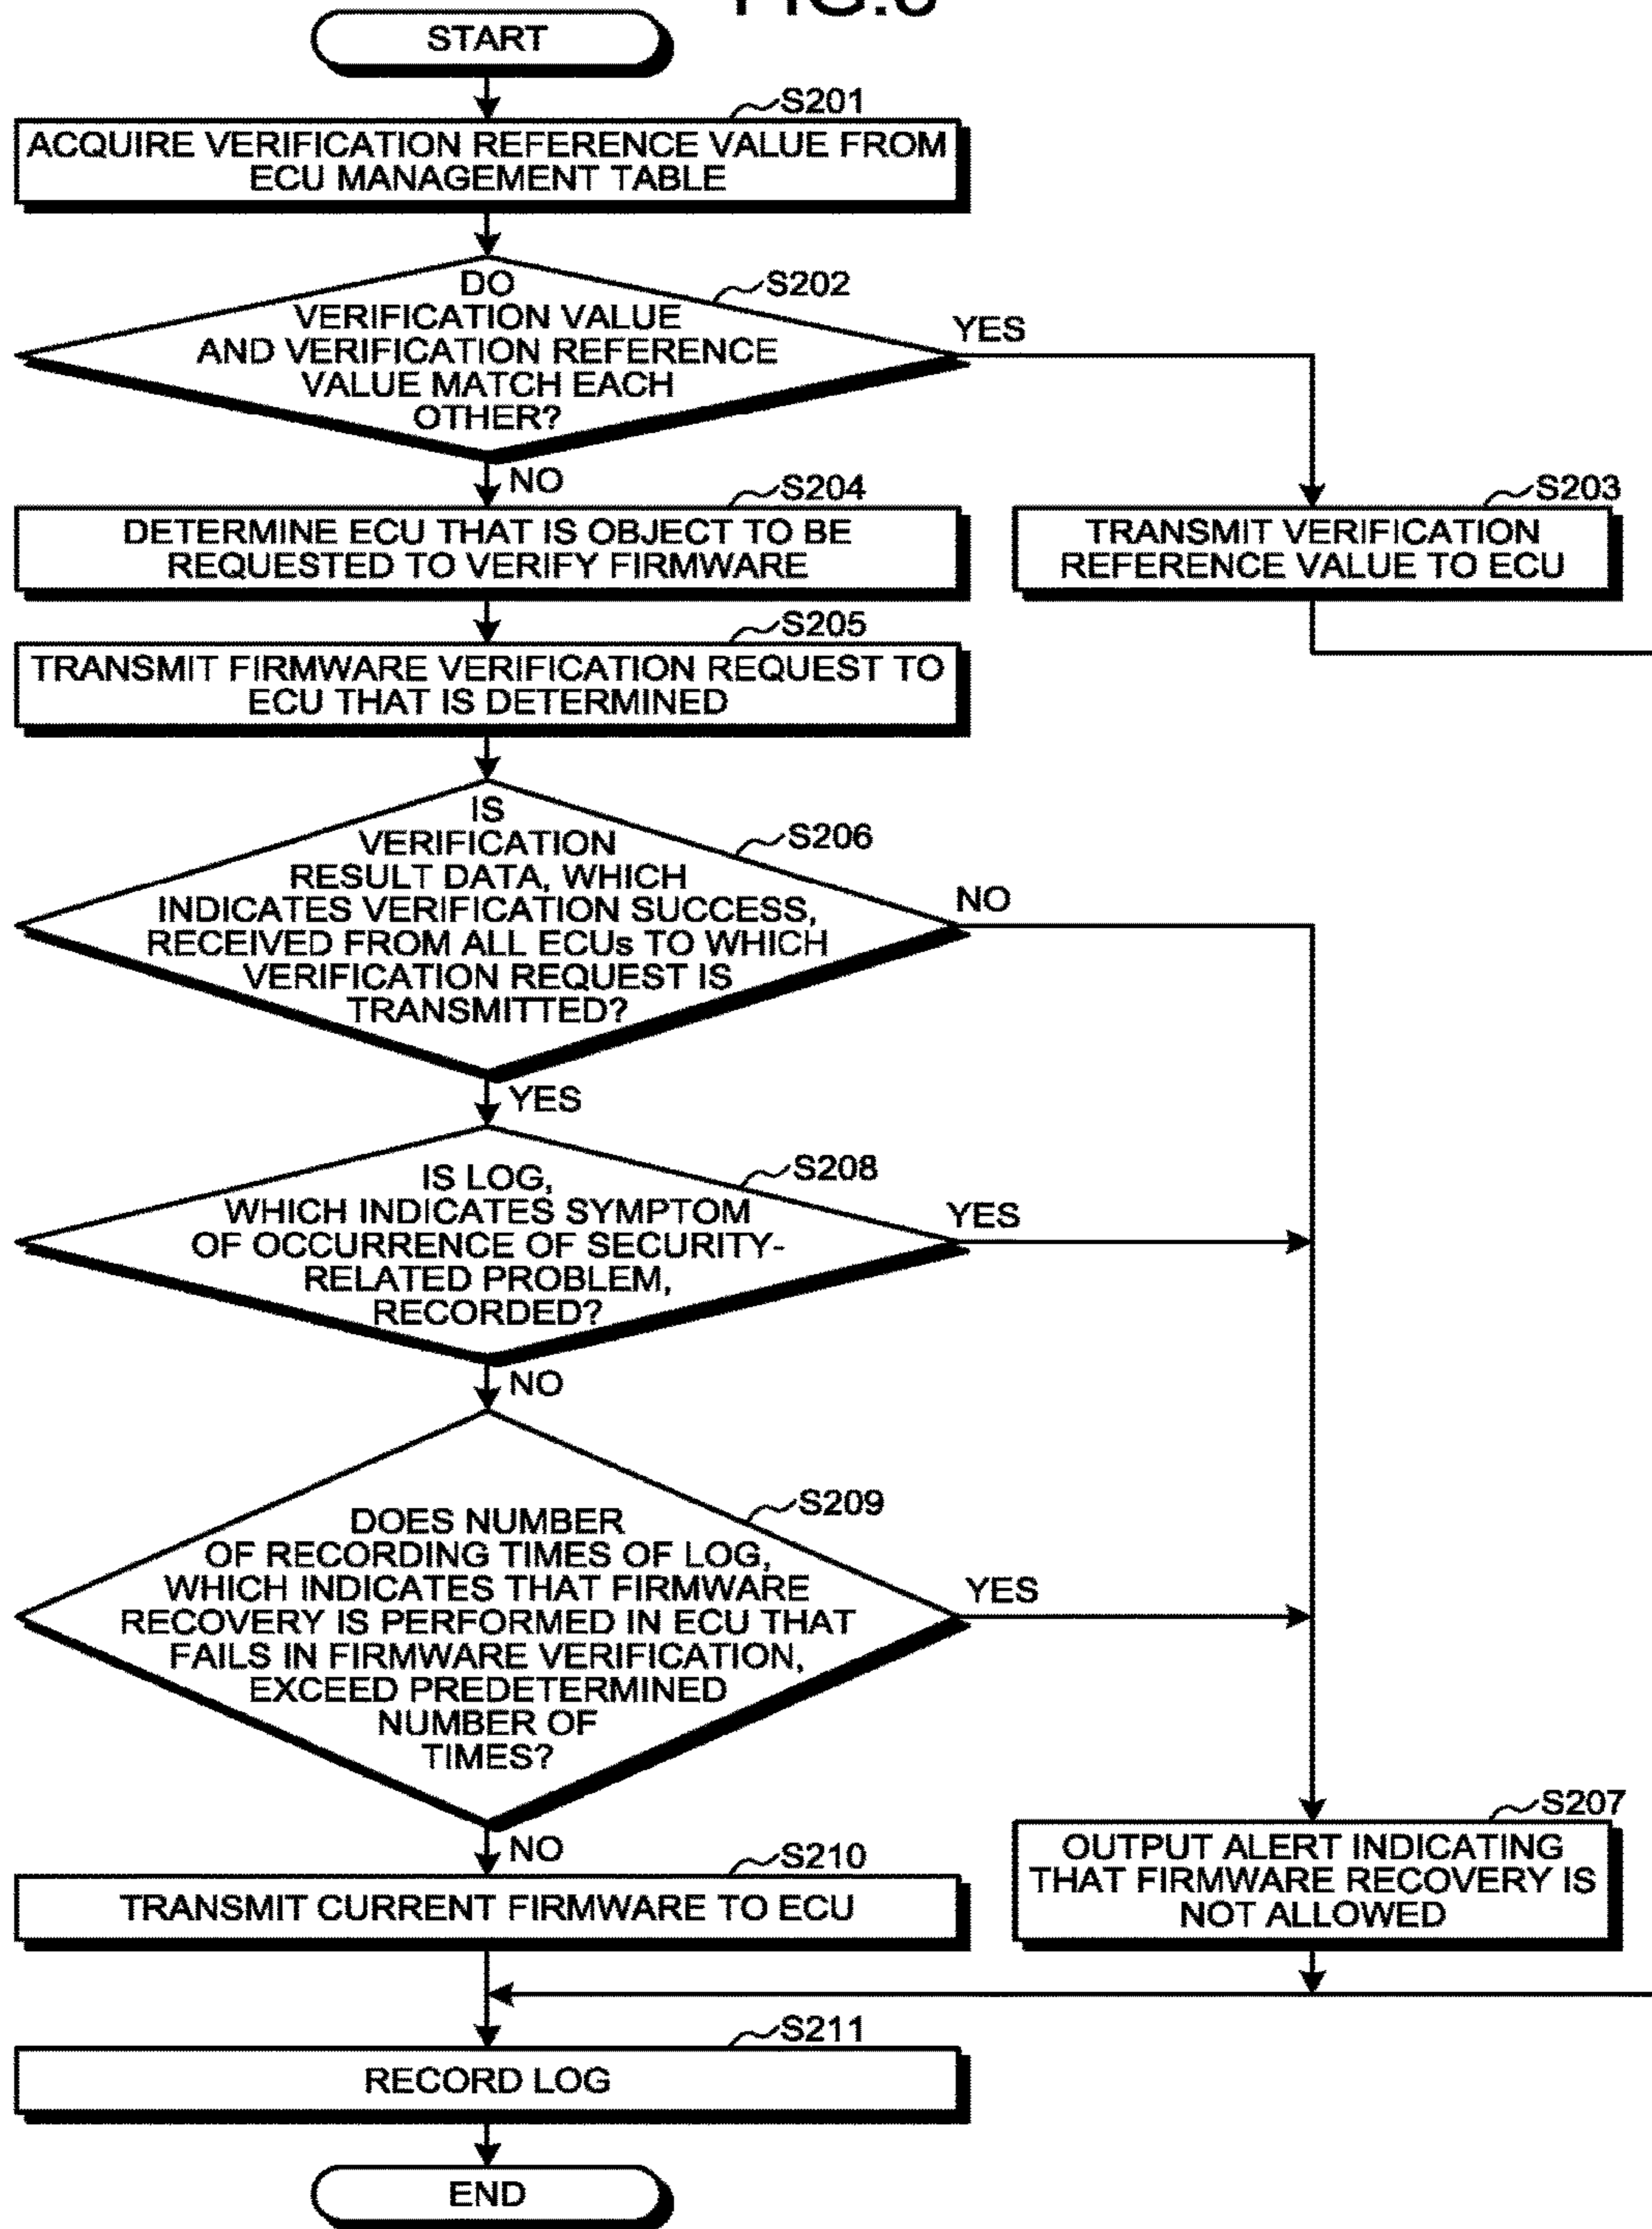 START
S201
ACQUIRE VERIFICATION REFERENCE VALUE FROM
ECU MANAGEMENT TABLE
S202
DO
VERIFICATION VALUE
AND VERIFICATION REFERENCE
VALUE MATCH EACH
OTHER?
YES
NO
S204
DETERMINE ECU THAT IS OBJECT TO BE
REQUESTED TO VERIFY FIRMWARE
S203
TRANSMIT VERIFICATION
REFERENCE VALUE TO ECU
S205
TRANSMIT FIRMWARE VERIFICATION REQUEST TO
ECU THAT IS DETERMINED
S206
IS
VERIFICATION
RESULT DATA, WHICH
INDICATES VERIFICATION SUCCESS,
RECEIVED FROM ALL ECUs TO WHICH
VERIFICATION REQUEST IS
TRANSMITTED?
NO
YES
S208
IS LOG,
WHICH INDICATES SYMPTOM
OF OCCURRENCE OF SECURITY-
RELATED PROBLEM,
RECORDED?
YES
NO
S209
DOES NUMBER
OF RECORDING TIMES OF LOG,
WHICH INDICATES THAT FIRMWARE
RECOVERY IS PERFORMED IN ECU THAT
FAILS IN FIRMWARE VERIFICATION,
EXCEED PREDETERMINED
NUMBER OF
TIMES?
YES
NO
S207
OUTPUT ALERT INDICATING
THAT FIRMWARE RECOVERY IS
NOT ALLOWED
S210
TRANSMIT CURRENT FIRMWARE TO ECU
S211
RECORD LOG
END